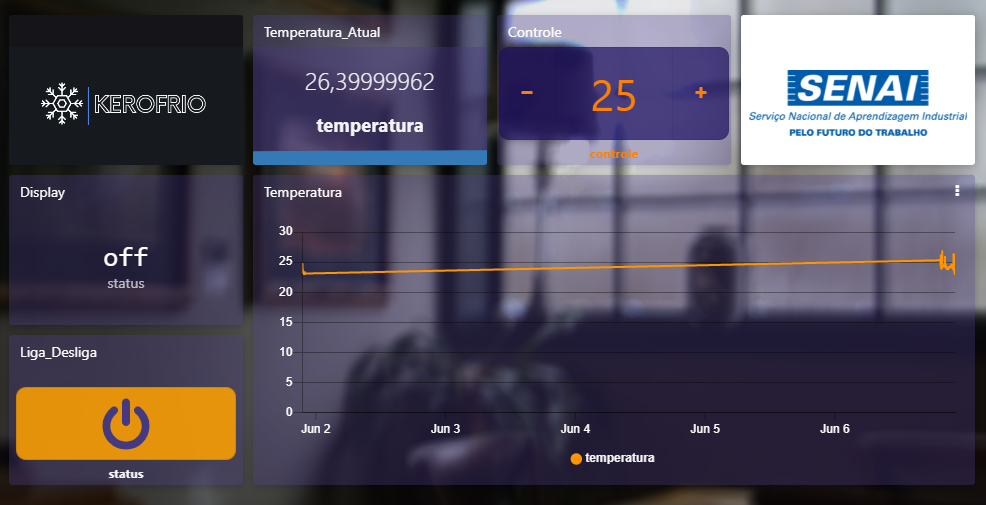 KEROFRIO
Temperatura_Atual
26,39999962
temperatura
Controle
-
25
+
controle
SENAI
Serviço Nacional de Aprendizagem Industrial
PELO FUTURO DO TRABALHO
Display
off
status
Liga_Desliga
status
Temperatura
30
25
20
15
10
5
0
Jun 2 Jun 3 Jun 4 Jun 5 Jun 6
temperatura